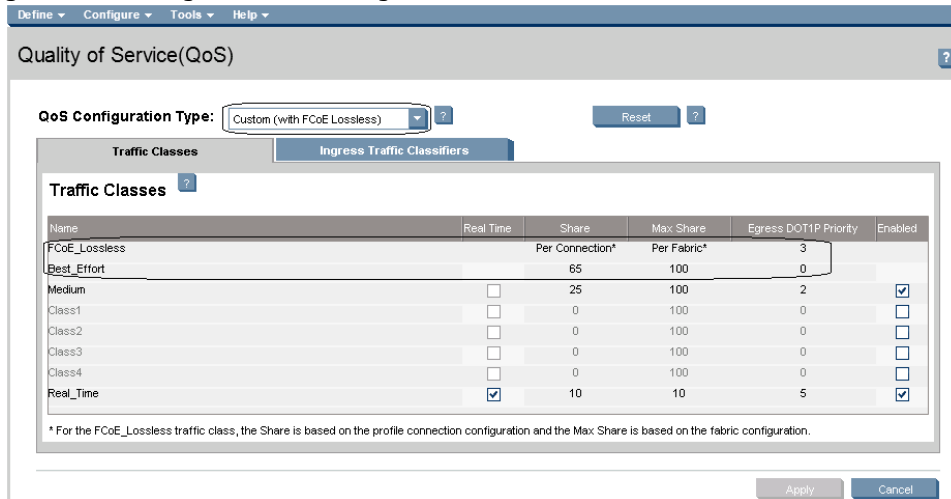 Define Configure Tools Help
Quality of Service(QoS)
?
QoS Configuration Type: Custom (with FCoE Lossless) ? Reset ?
Traffic Classes Ingress Traffic Classifiers
Traffic Classes ?
Name Real Time Share Max Share Egress DOT1P Priority Enabled
FCoE_Lossless Per Connection* Per Fabric* 3
Best_Effort 65 100 0
Medium 25 100 2
Class1 0 100 0
Class2 0 100 0
Class3 0 100 0
Class4 0 100 0
Real_Time 10 10 5
* For the FCoE_Lossless traffic class, the Share is based on the profile connection configuration and the Max Share is based on the fabric configuration.
Apply Cancel